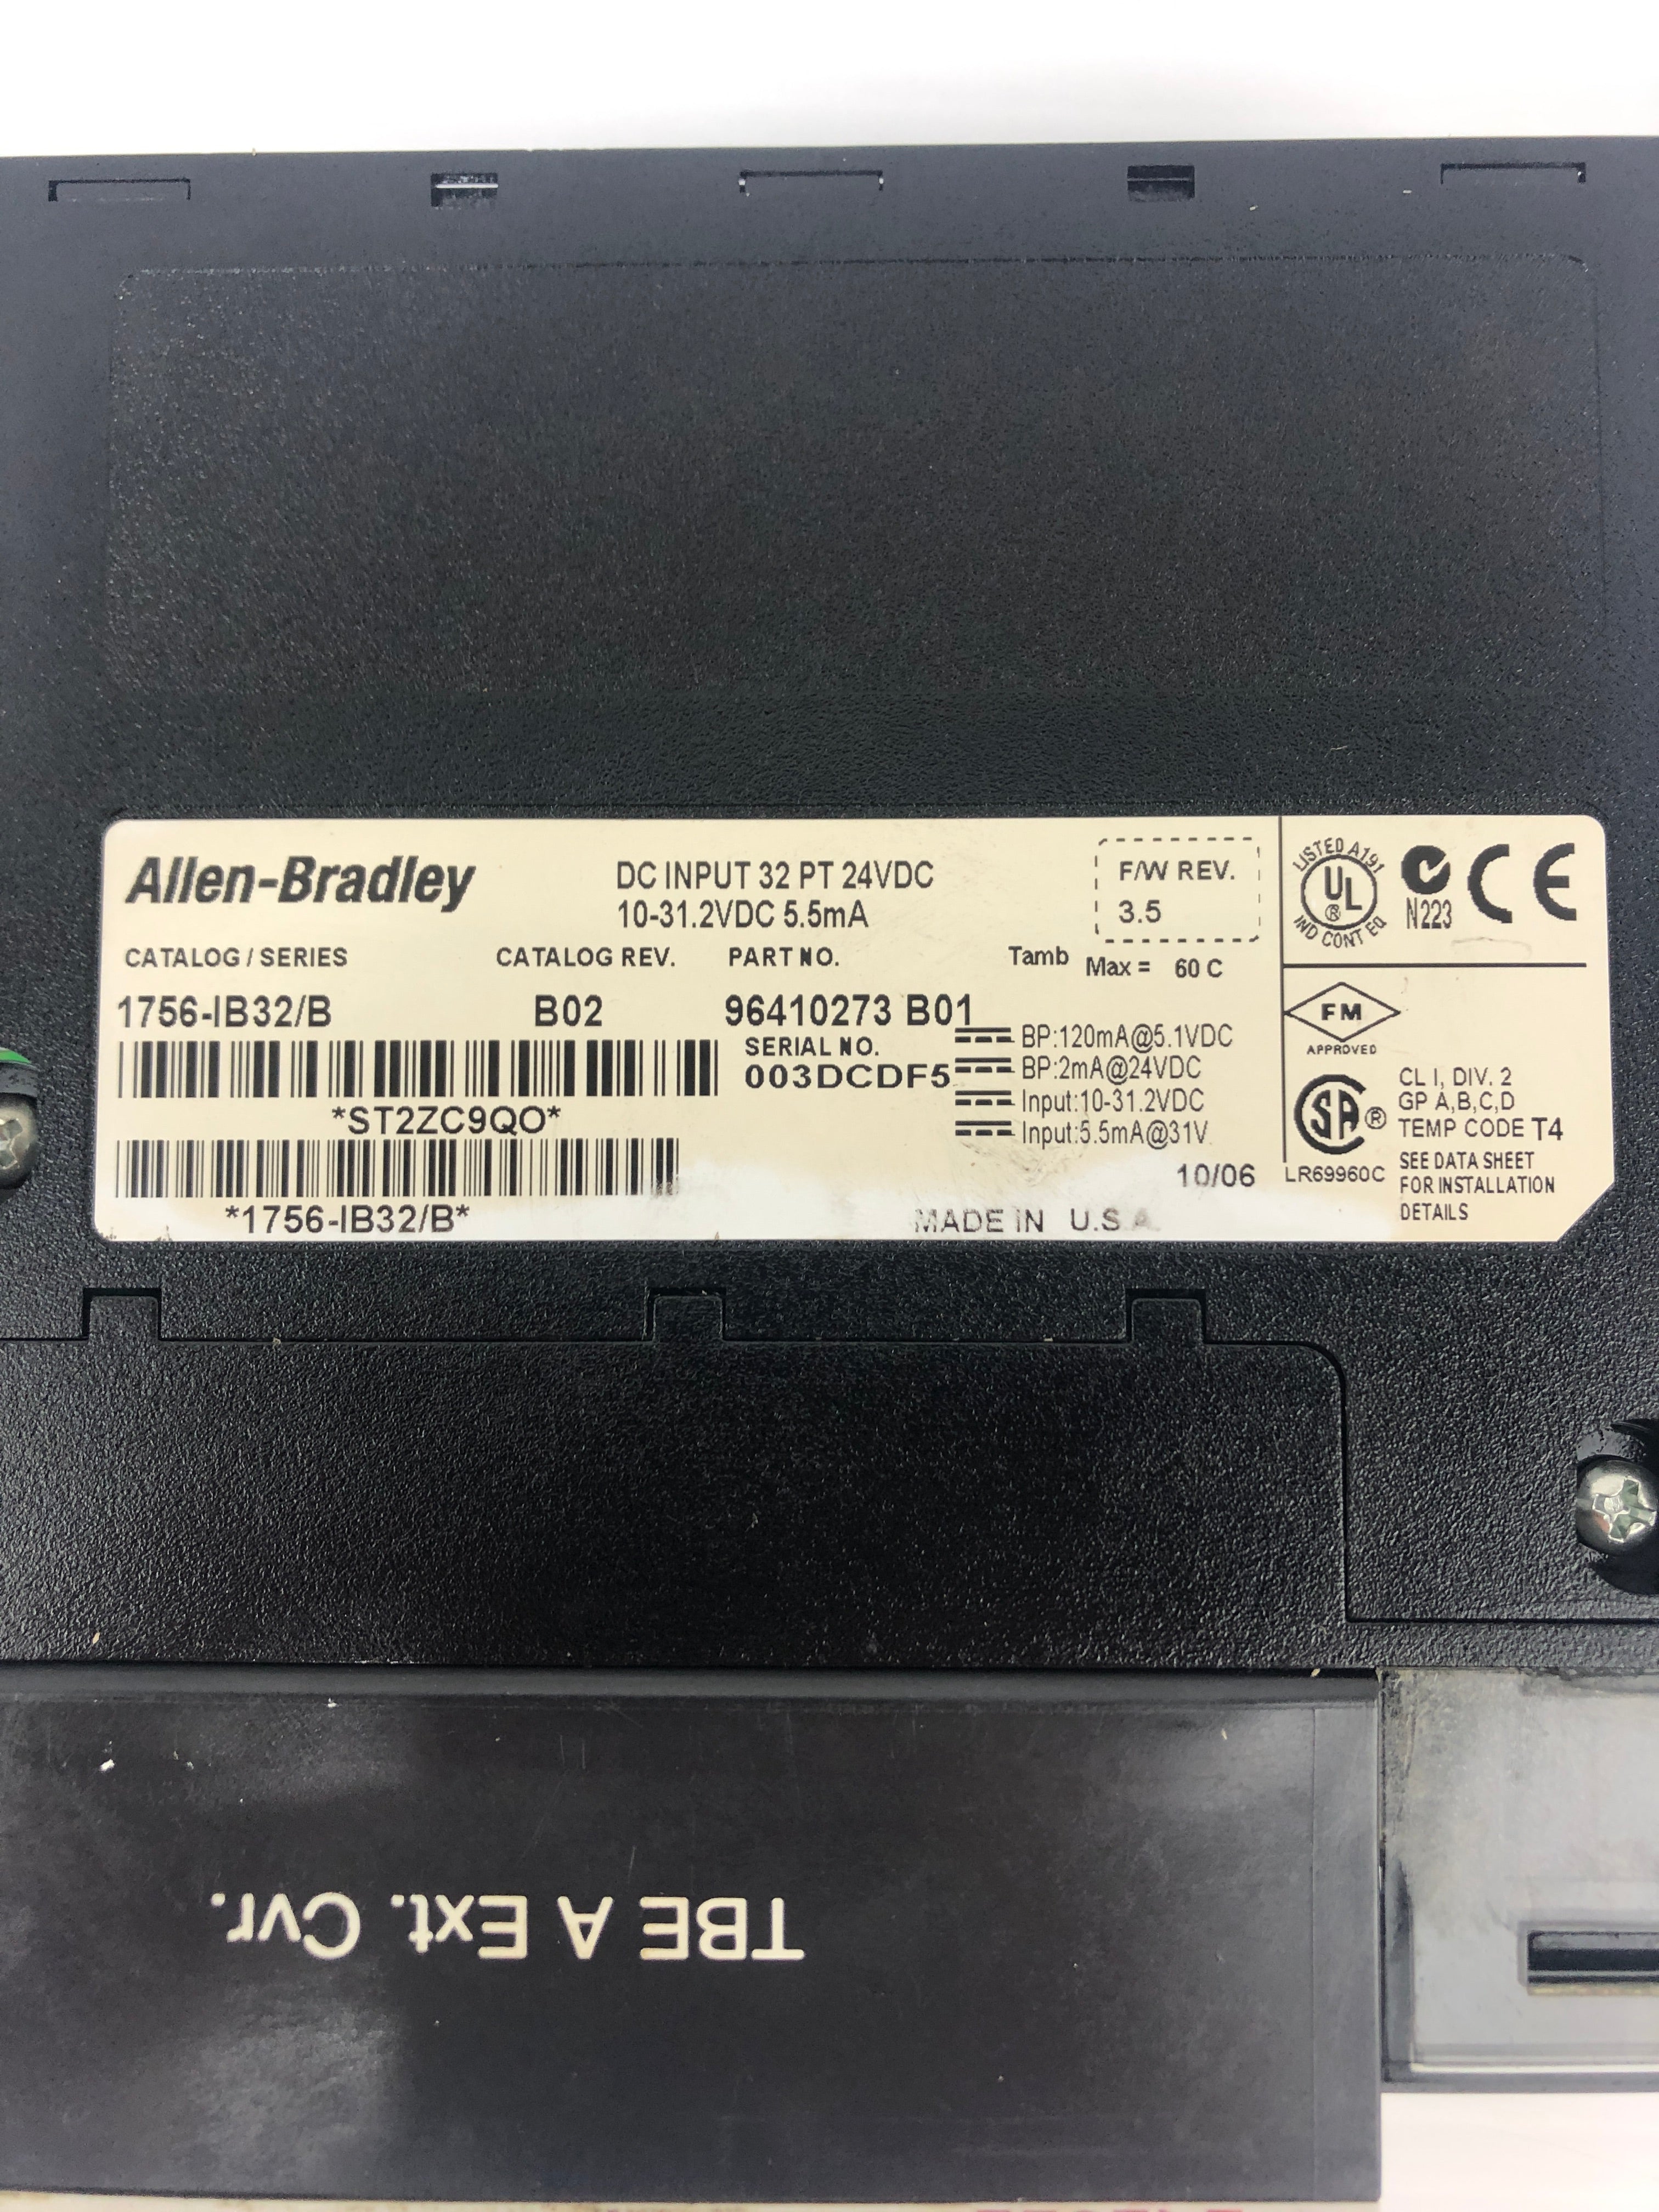 Allen-Bradley
DC INPUT 32 PT 24VDC
10-31.2VDC 5.5mA
F/W REV.
3.5
CATALOG / SERIES CATALOG REV. PART NO. Tamb Max = 60 C
1756-IB32/B B02 96410273 B01
SERIAL NO.
003DCDF5
BP:120mA@5.1VDC
BP:2mA@24VDC
Input:10-31.2VDC
Input:5.5mA@31V
*ST2ZC9QO*
*1756-IB32/B*
10/06
MADE IN U.S.A.
LISTED A191
UL ®
IND CONT EQ
N223
CE
FM
APPROVED
SA ®
LR69960C
CL I, DIV. 2
GP A,B,C,D
TEMP CODE T4
SEE DATA SHEET
FOR INSTALLATION
DETAILS
TBE A Ext. Cvr.